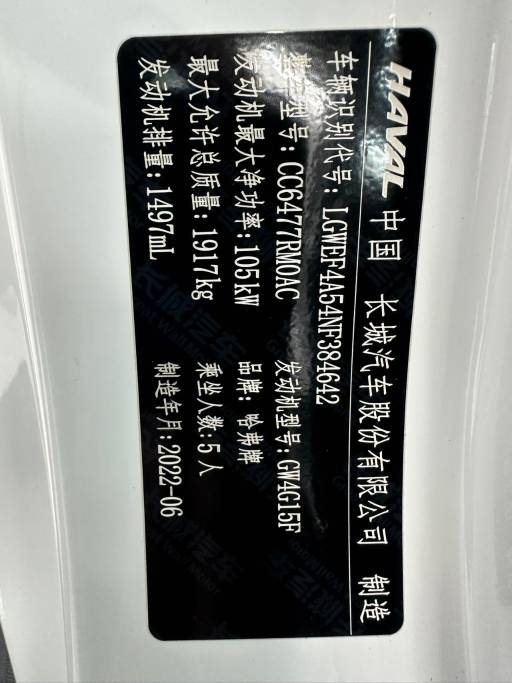 HAVAL 中国 长城汽车股份有限公司 制造
车辆识别代号: LGWEF4A54NF384642
整车型号: CC6477RM0AC 发动机型号: GW4G15F
发动机最大净功率: 105kW 品牌: 哈弗牌
最大允许总质量: 1917kg 乘坐人数: 5人
发动机排量: 1497mL 制造年月: 2022-06